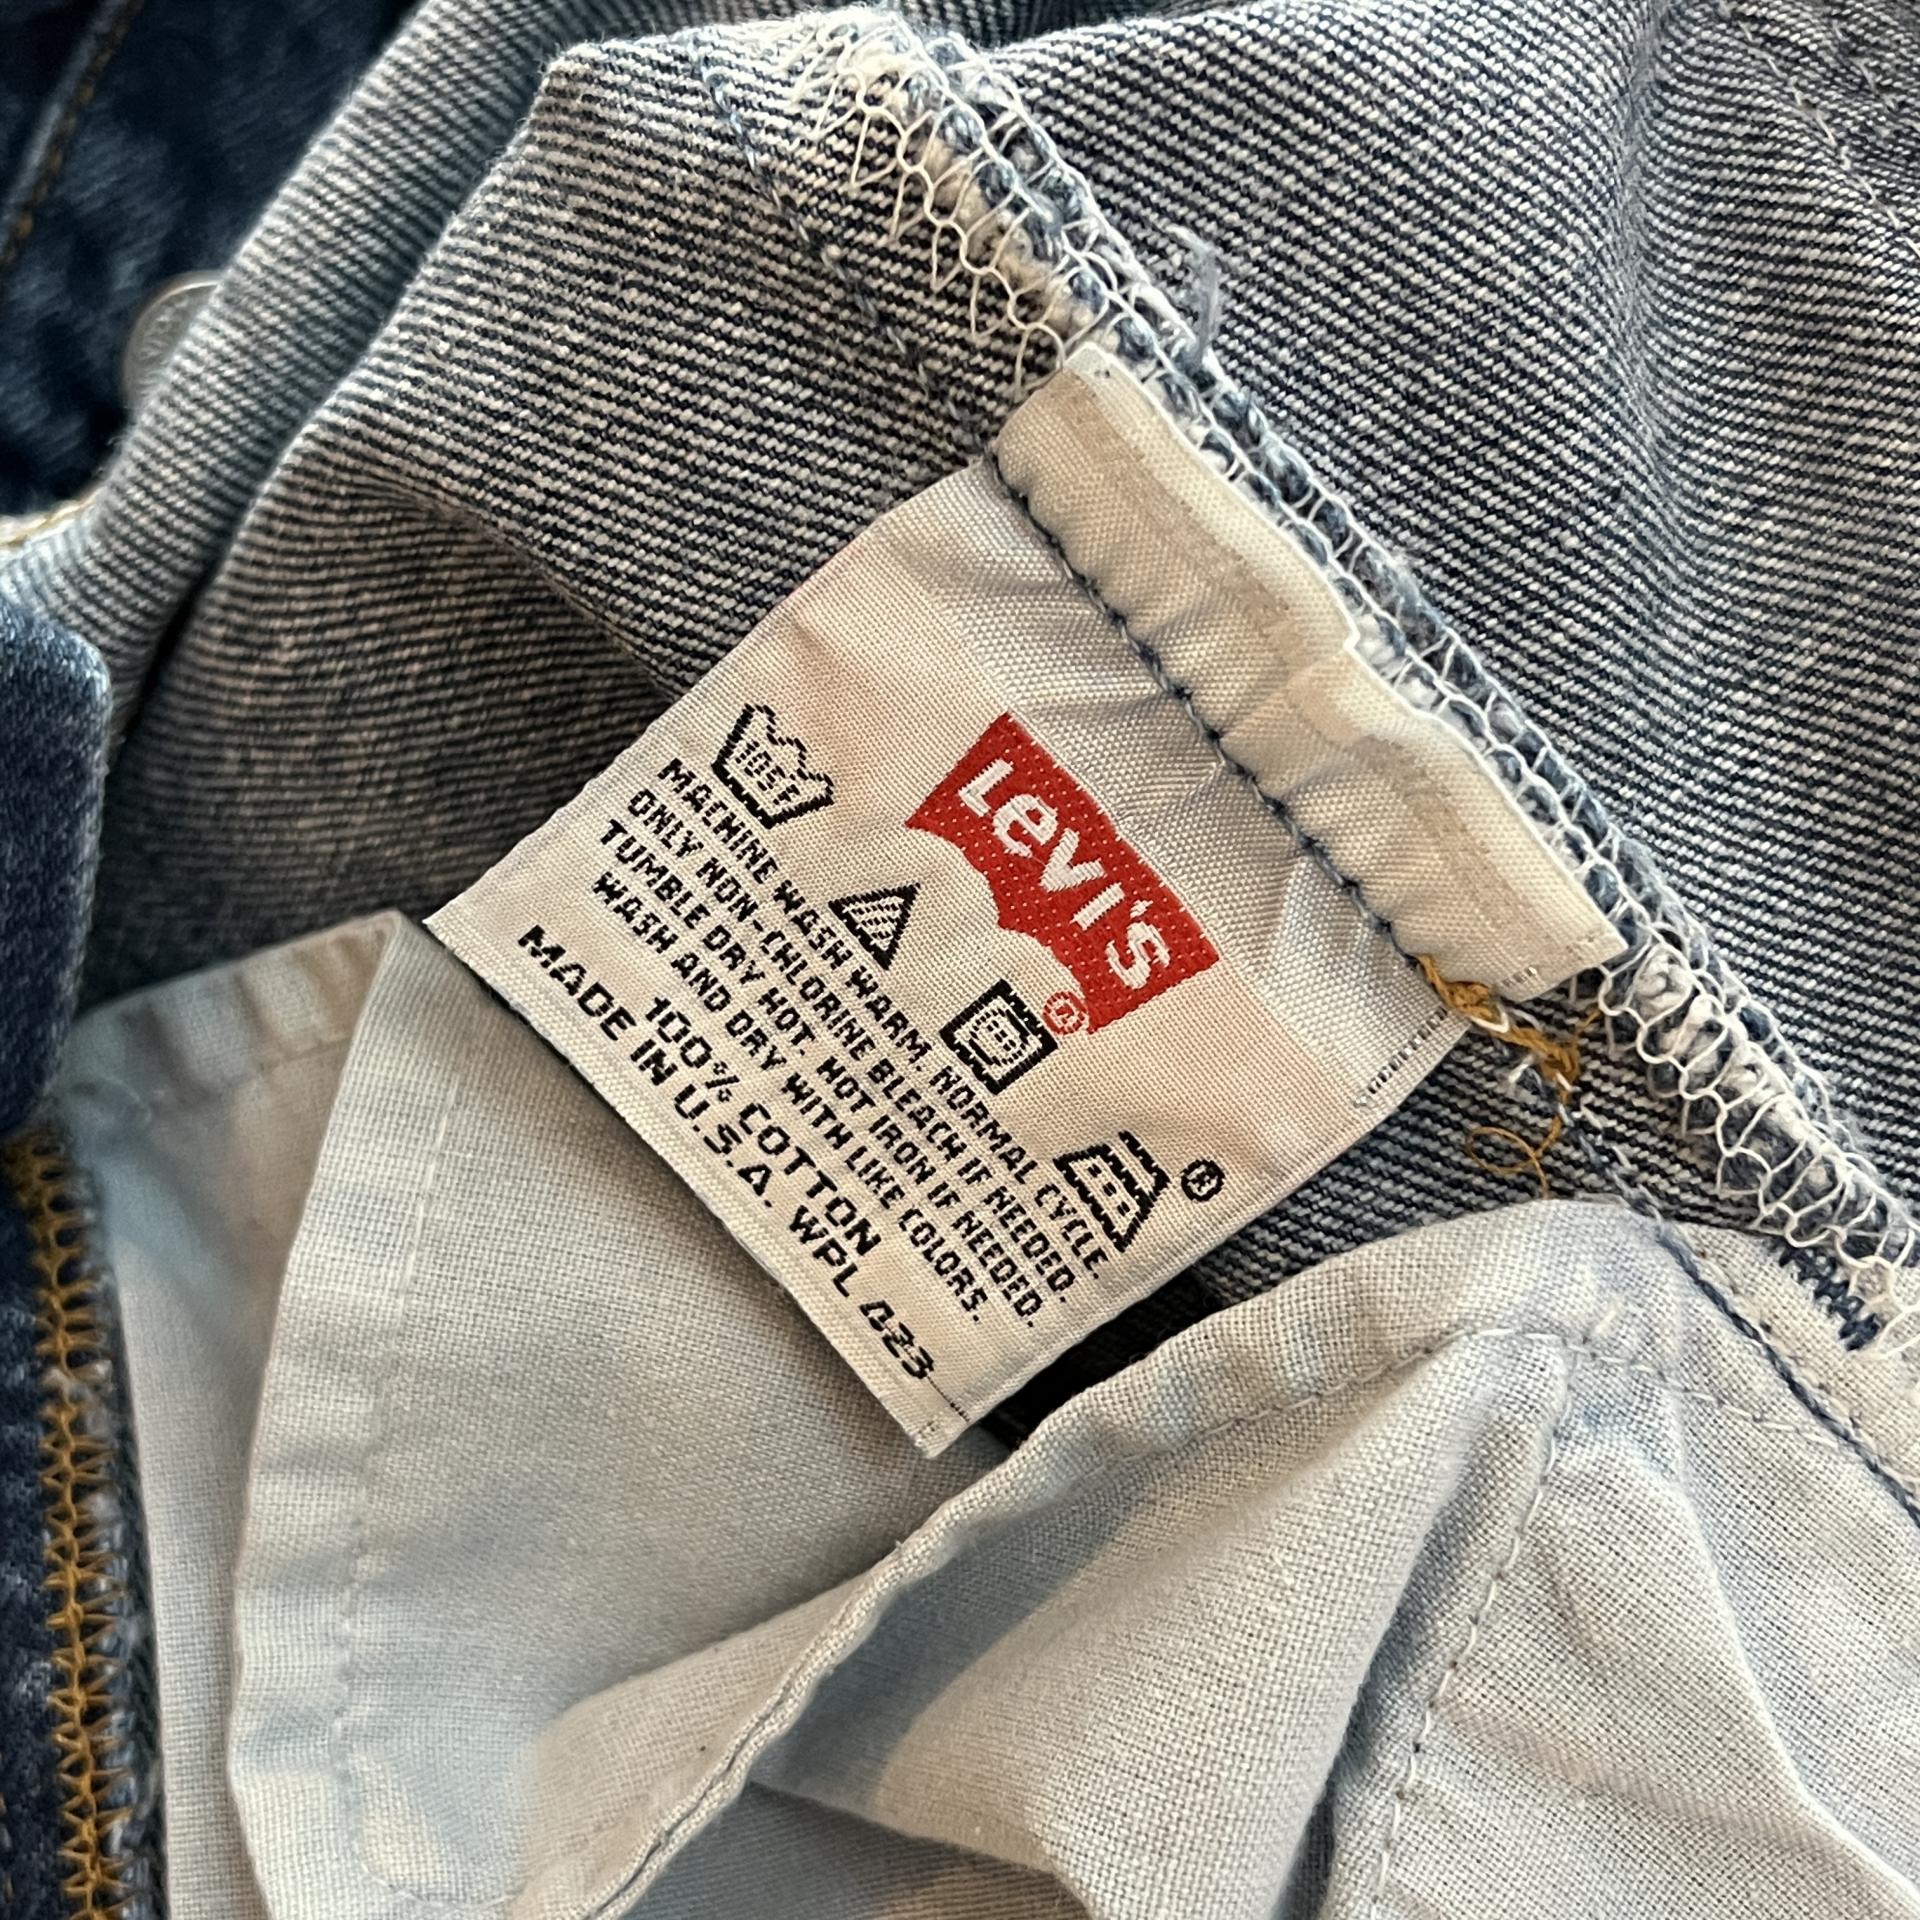 LEVI'S
®
105F
®
MACHINE WASH WARM. NORMAL CYCLE.
ONLY NON-CHLORINE BLEACH IF NEEDED.
TUMBLE DRY HOT. HOT IRON IF NEEDED.
WASH AND DRY WITH LIKE COLORS.
100% COTTON
MADE IN U.S.A. WPL 423